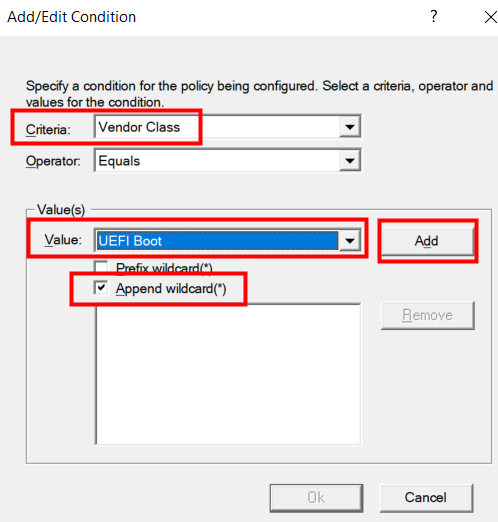 Add/Edit Condition
?
Specify a condition for the policy being configured. Select a criteria, operator and
values for the condition.
Criteria: Vendor Class
Operator: Equals
Value(s)
Value: UEFI Boot Add
Prefix wildcard(*)
Append wildcard(*)
Remove
Ok Cancel